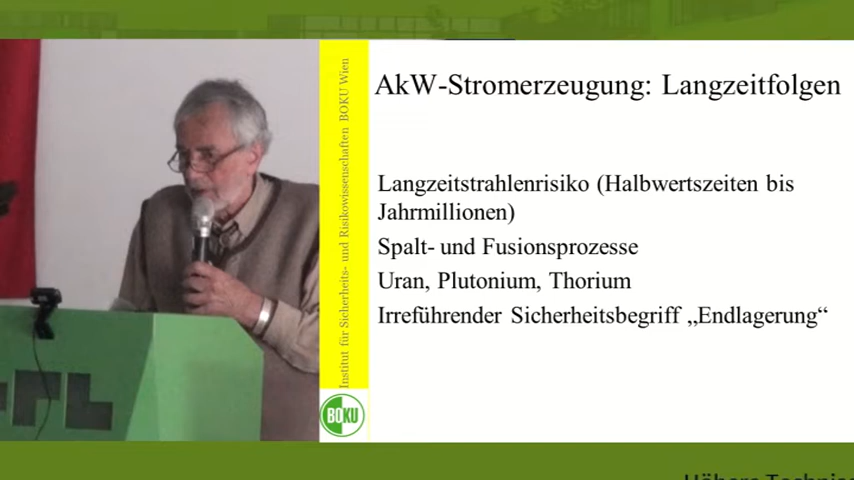 AkW-Stromerzeugung: Langzeitfolgen
Institut für Sicherheits- und Risikowissenschaften BOKU Wien
Langzeitstrahlenrisiko (Halbwertszeiten bis
Jahrmillionen)
Spalt- und Fusionsprozesse
Uran, Plutonium, Thorium
Irreführender Sicherheitsbegriff „Endlagerung“
BOKU